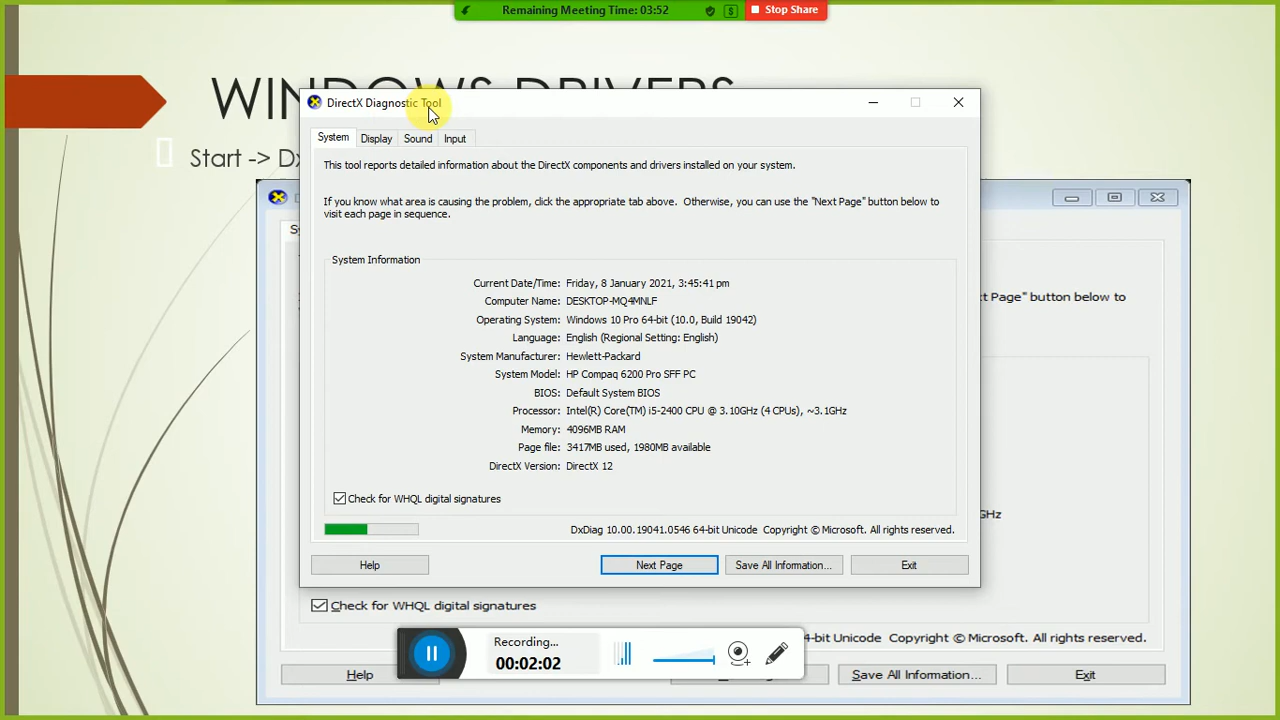 Remaining Meeting Time: 03:52
Stop Share
WINDOWS DRIVERS
Start -> Dx
DirectX Diagnostic Tool
System Display Sound Input
This tool reports detailed information about the DirectX components and drivers installed on your system.
If you know what area is causing the problem, click the appropriate tab above. Otherwise, you can use the "Next Page" button below to
visit each page in sequence.
System Information
Current Date/Time: Friday, 8 January 2021, 3:45:41 pm
Computer Name: DESKTOP-MQ4MNLF
Operating System: Windows 10 Pro 64-bit (10.0, Build 19042)
Language: English (Regional Setting: English)
System Manufacturer: Hewlett-Packard
System Model: HP Compaq 6200 Pro SFF PC
BIOS: Default System BIOS
Processor: Intel(R) Core(TM) i5-2400 CPU @ 3.10GHz (4 CPUs), ~3.1GHz
Memory: 4096MB RAM
Page file: 3417MB used, 1980MB available
DirectX Version: DirectX 12
Check for WHQL digital signatures
DxDiag 10.00.19041.0546 64-bit Unicode Copyright © Microsoft. All rights reserved.
Help Next Page Save All Information... Exit
Page" button below to
GHz
Check for WHQL digital signatures
4-bit Unicode Copyright © Microsoft. All rights reserved.
Help Save All Information... Exit
Recording...
00:02:02